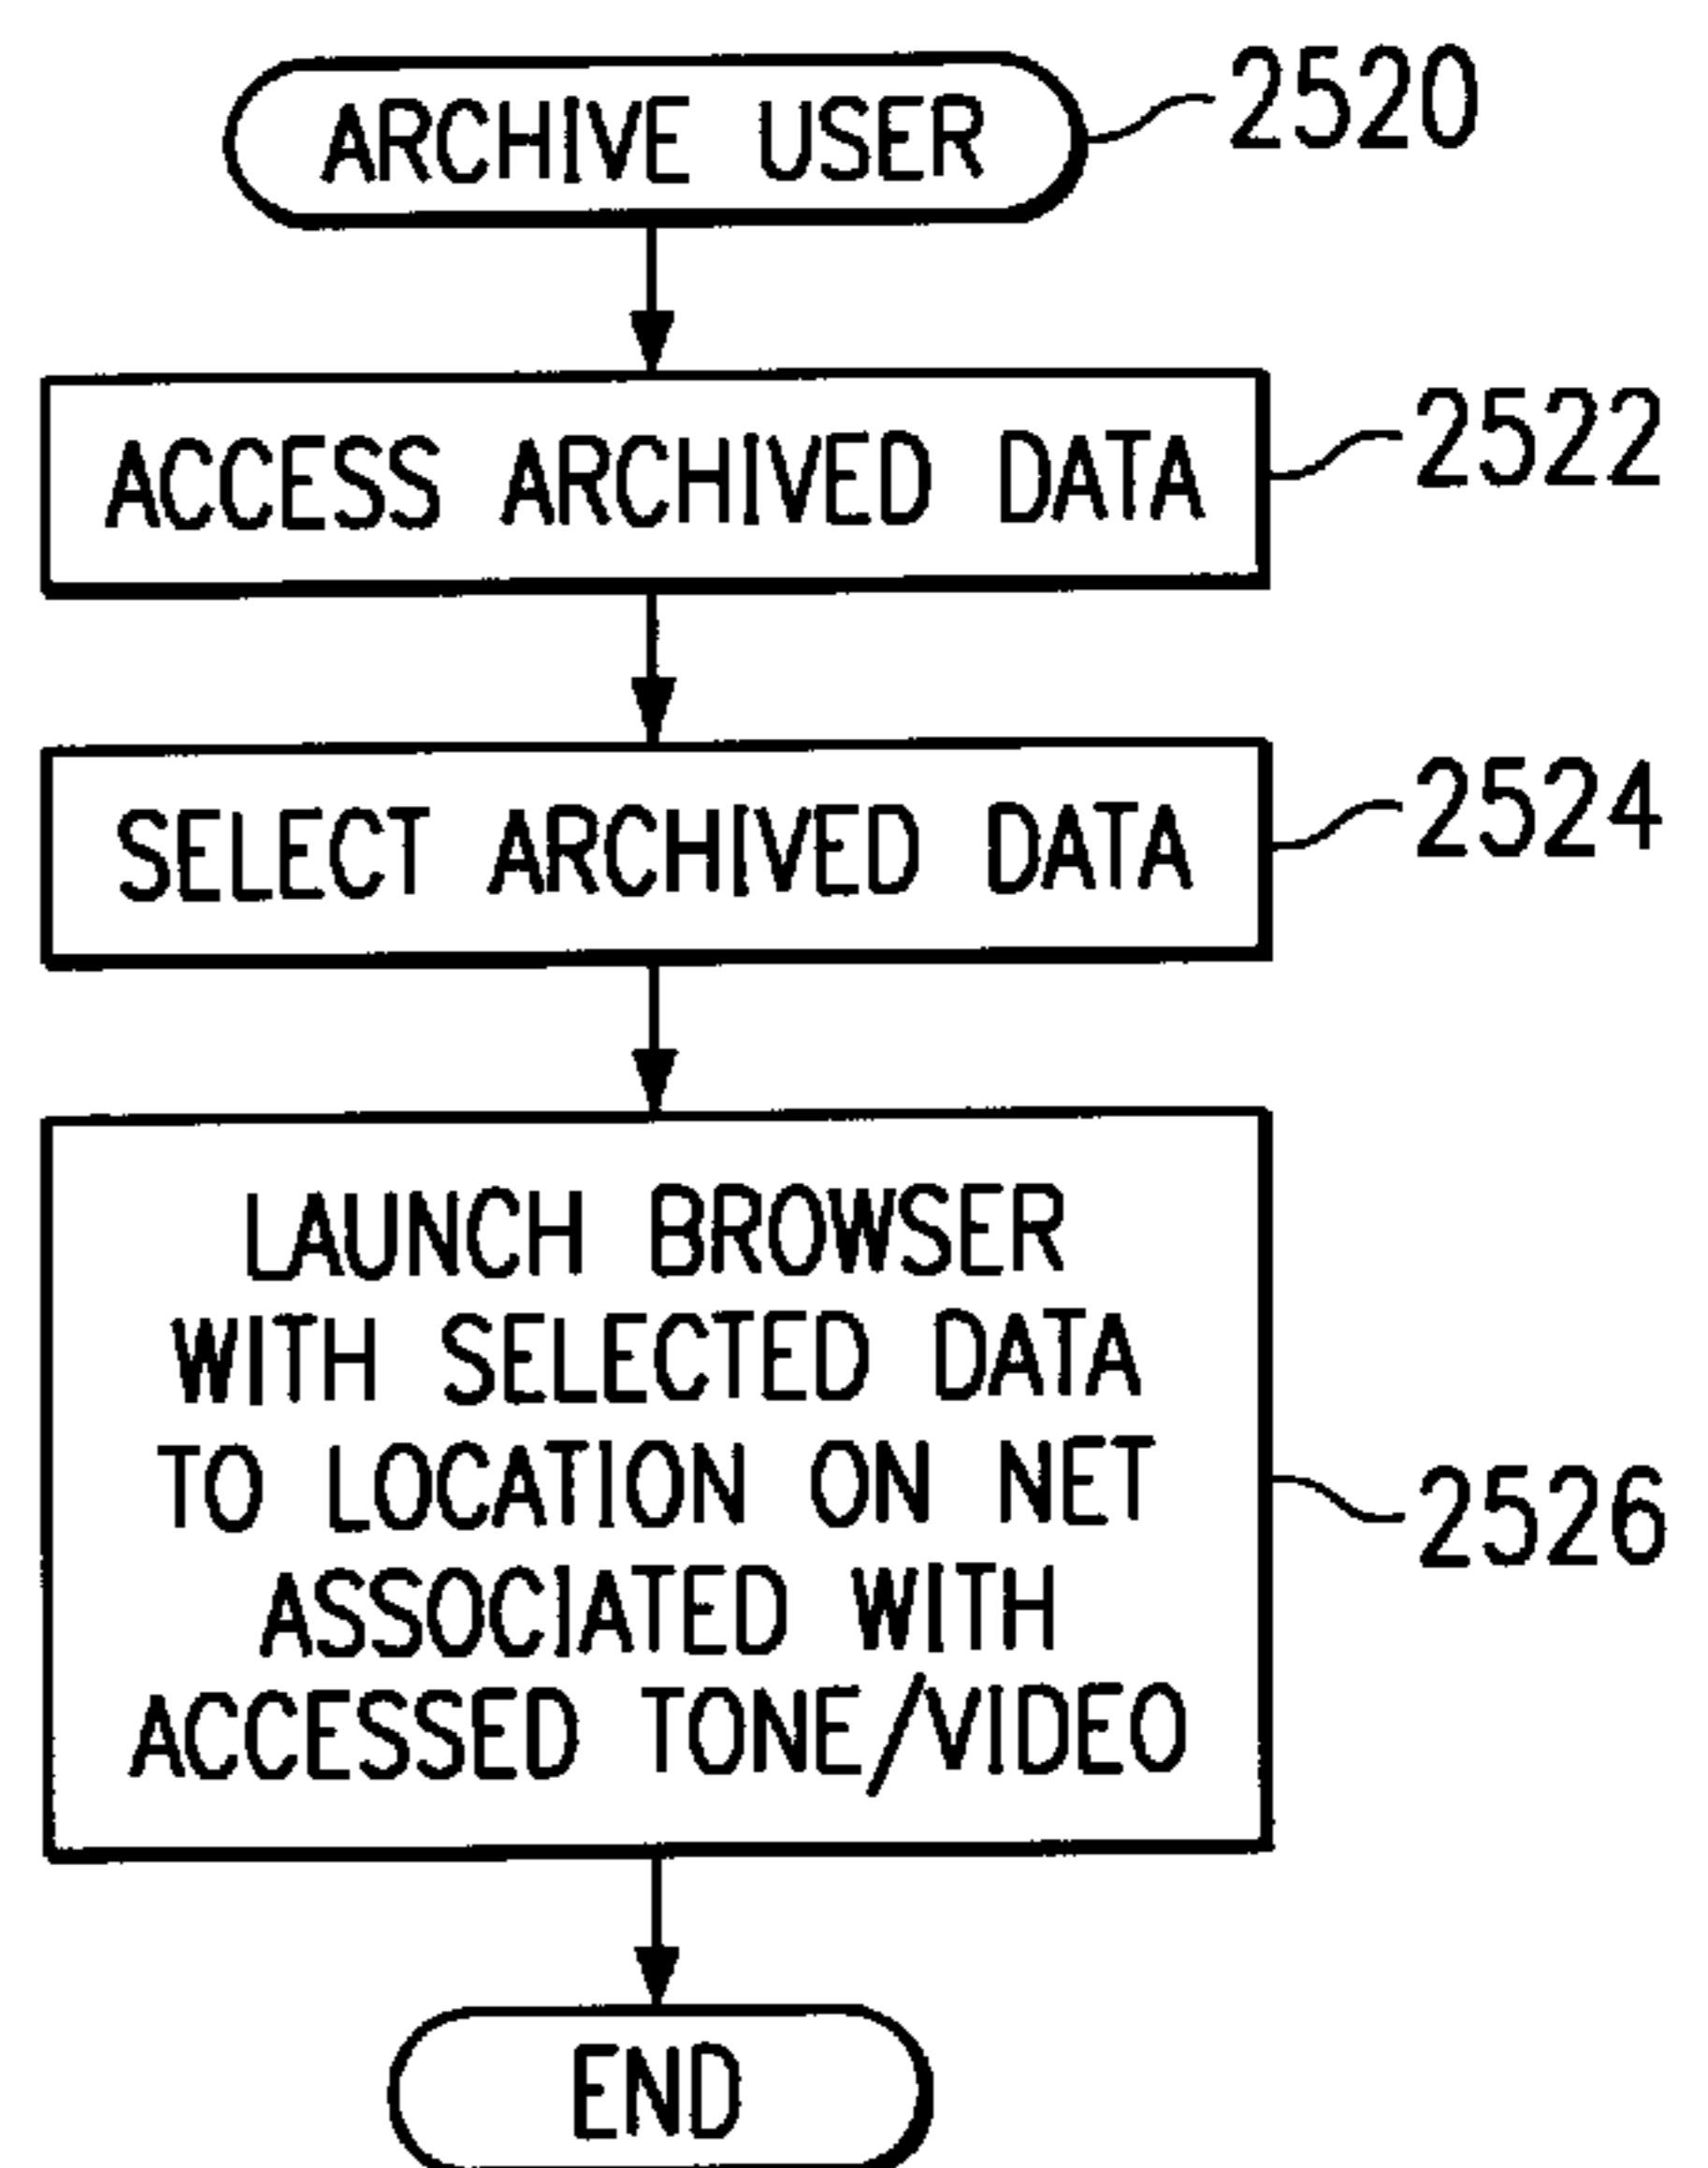 ARCHIVE USER
2520
ACCESS ARCHIVED DATA
2522
SELECT ARCHIVED DATA
2524
LAUNCH BROWSER
WITH SELECTED DATA
TO LOCATION ON NET
ASSOCIATED WITH
ACCESSED TONE/VIDEO
2526
END